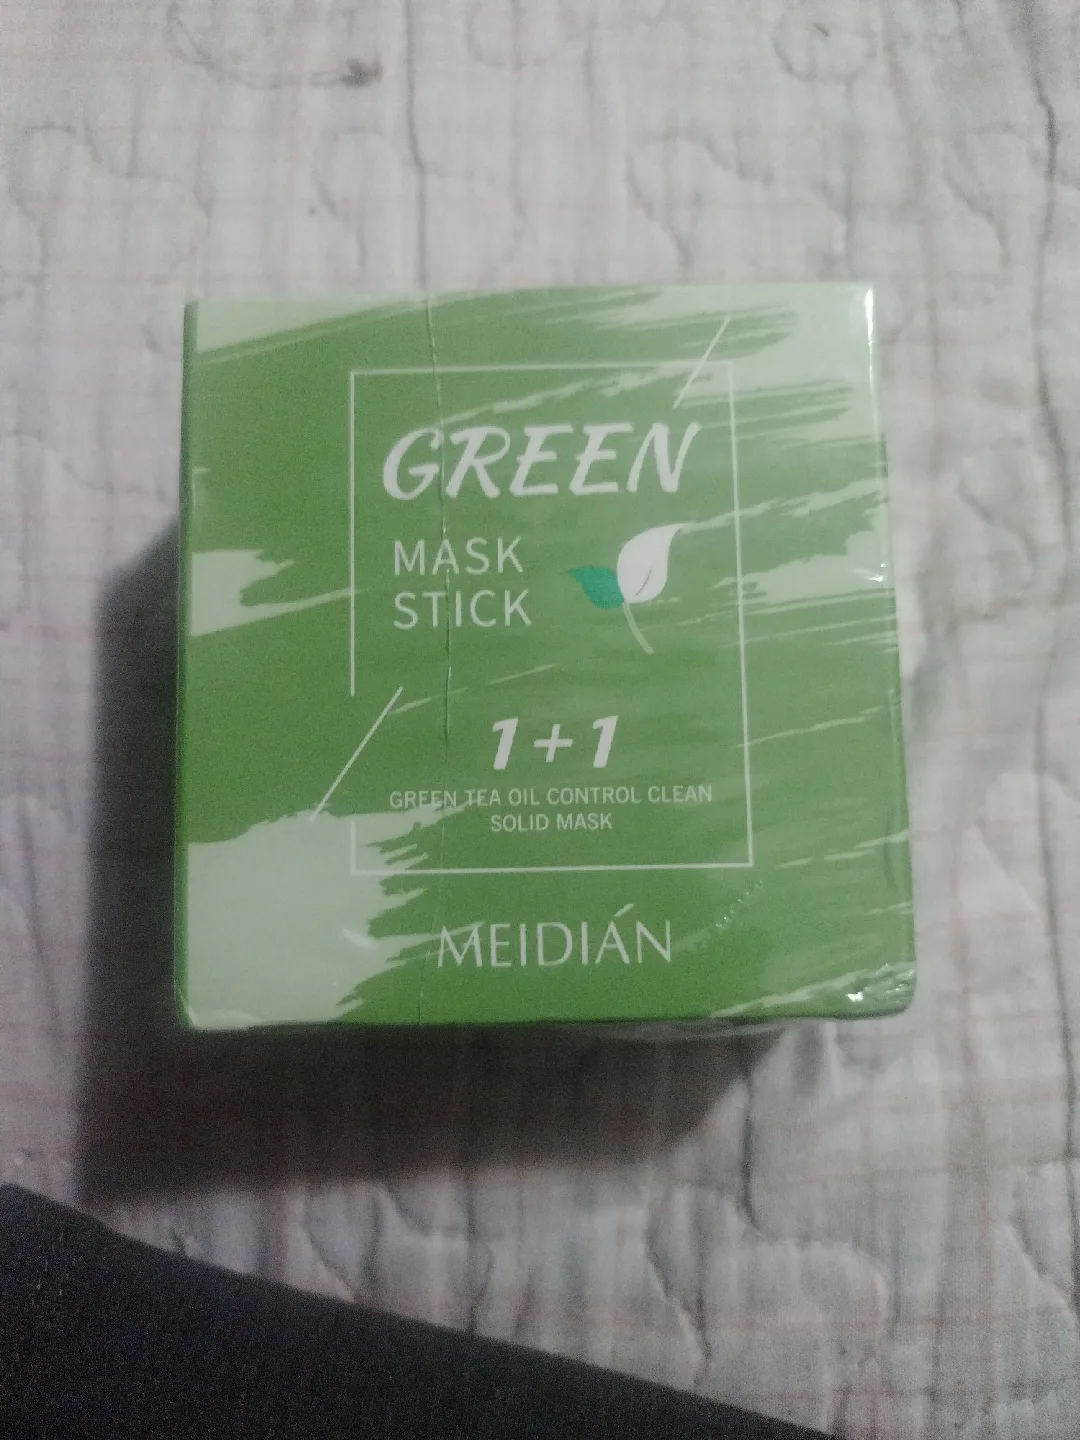 GREEN
MASK
STICK
1+1
GREEN TEA OIL CONTROL CLEAN
SOLID MASK
MEIDIÁN